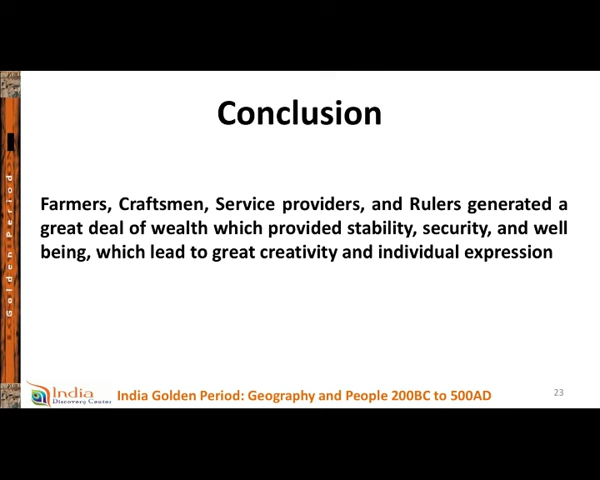 Conclusion
Farmers, Craftsmen, Service providers, and Rulers generated a
great deal of wealth which provided stability, security, and well
being, which lead to great creativity and individual expression
Golden Period
India
Discovery Center
India Golden Period: Geography and People 200BC to 500AD
23